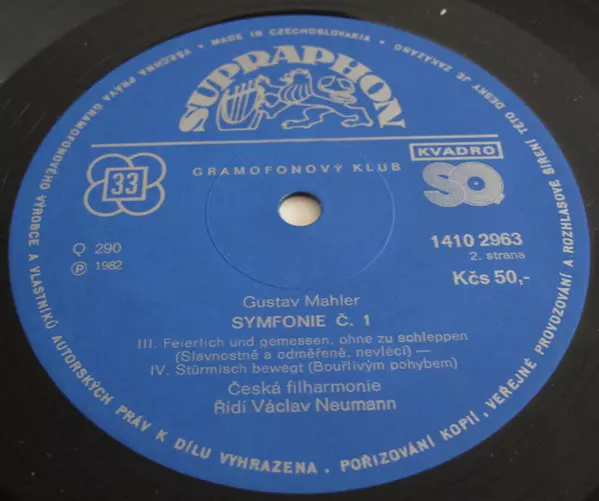 VŠECHNA PRÁVA GRAMOFONOVÉHO VÝROBCE A VLASTNÍKŮ AUTORSKÝCH PRÁV K DÍLU VYHRAZENA. POŘIZOVÁNÍ KOPIÍ, VEŘEJNÉ PROVOZOVÁNÍ A ROZHLASOVÉ ŠÍŘENÍ TÉTO DESKY JE ZAKÁZÁNO • MADE IN CZECHOSLOVAKIA •
SUPRAPHON
GRAMOFONOVÝ KLUB
33
KVADRO
SQ
Q 290
Ⓟ 1982
1410 2963
2. strana
Kčs 50,-
Gustav Mahler
SYMFONIE Č. 1
III. Feierlich und gemessen, ohne zu schleppen
(Slavnostně a odměřeně, nevléci) —
IV. Stürmisch bewegt (Bouřlivým pohybem)
Česká filharmonie
Řídí Václav Neumann